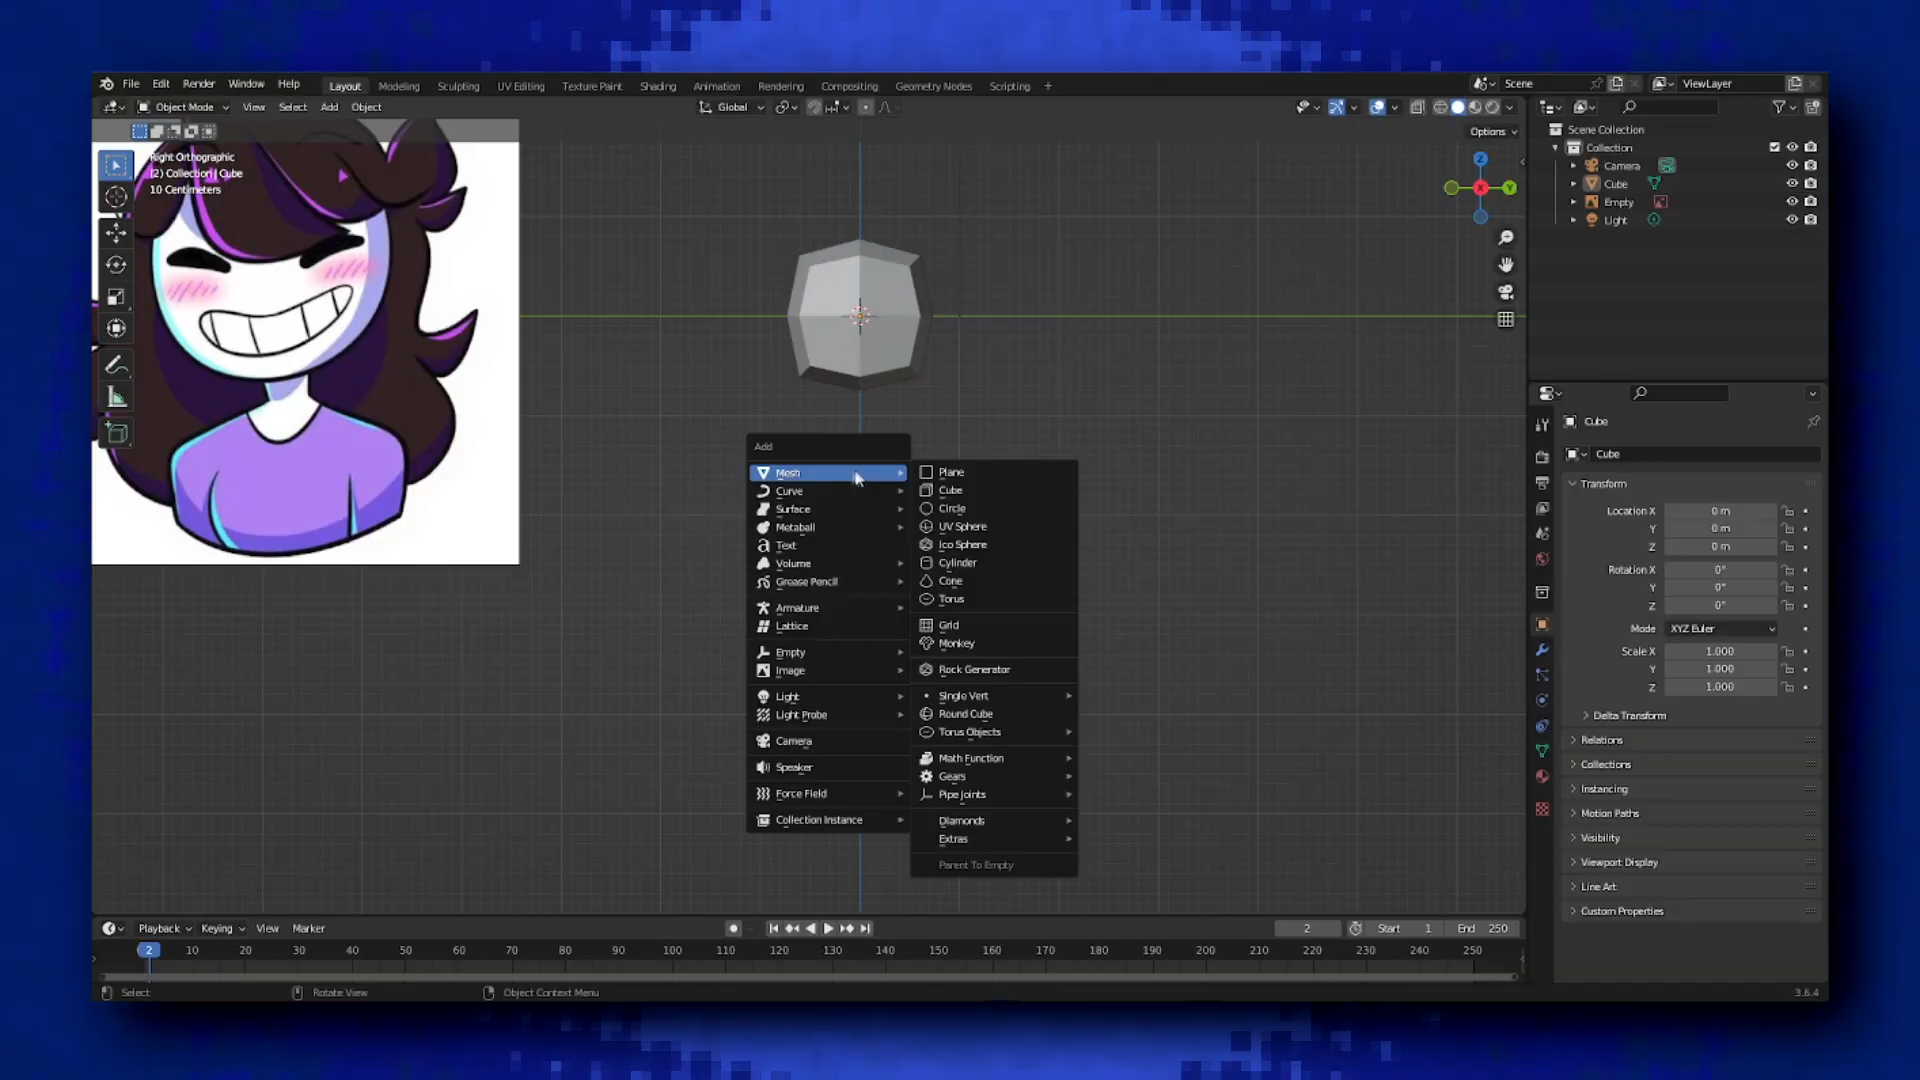 File Edit Render Window Help Layout Modeling Sculpting UV Editing Texture Paint Shading Animation Rendering Compositing Geometry Nodes Scripting + Scene ViewLayer
Object Mode View Select Add Object Global
Options
Right Orthographic
(2) Collection | Cube
10 Centimeters
Z
X
Y
Scene Collection
Collection
Camera
Cube
Empty
Light
Add
Mesh
Curve
Surface
Metaball
Text
Volume
Grease Pencil
Armature
Lattice
Empty
Image
Light
Light Probe
Camera
Speaker
Force Field
Collection Instance
Plane
Cube
Circle
UV Sphere
Ico Sphere
Cylinder
Cone
Torus
Grid
Monkey
Rock Generator
Single Vert
Round Cube
Torus Objects
Math Function
Gears
Pipe Joints
Diamonds
Extras
Parent To Empty
Cube
Cube
Transform
Location X 0 m
Y 0 m
Z 0 m
Rotation X 0°
Y 0°
Z 0°
Mode XYZ Euler
Scale X 1.000
Y 1.000
Z 1.000
Delta Transform
Relations
Collections
Instancing
Motion Paths
Visibility
Viewport Display
Line Art
Custom Properties
Playback Keying View Marker 2 Start 1 End 250
2 10 20 30 40 50 60 70 80 90 100 110 120 130 140 150 160 170 180 190 200 210 220 230 240 250
Select Rotate View Object Context Menu 3.6.4